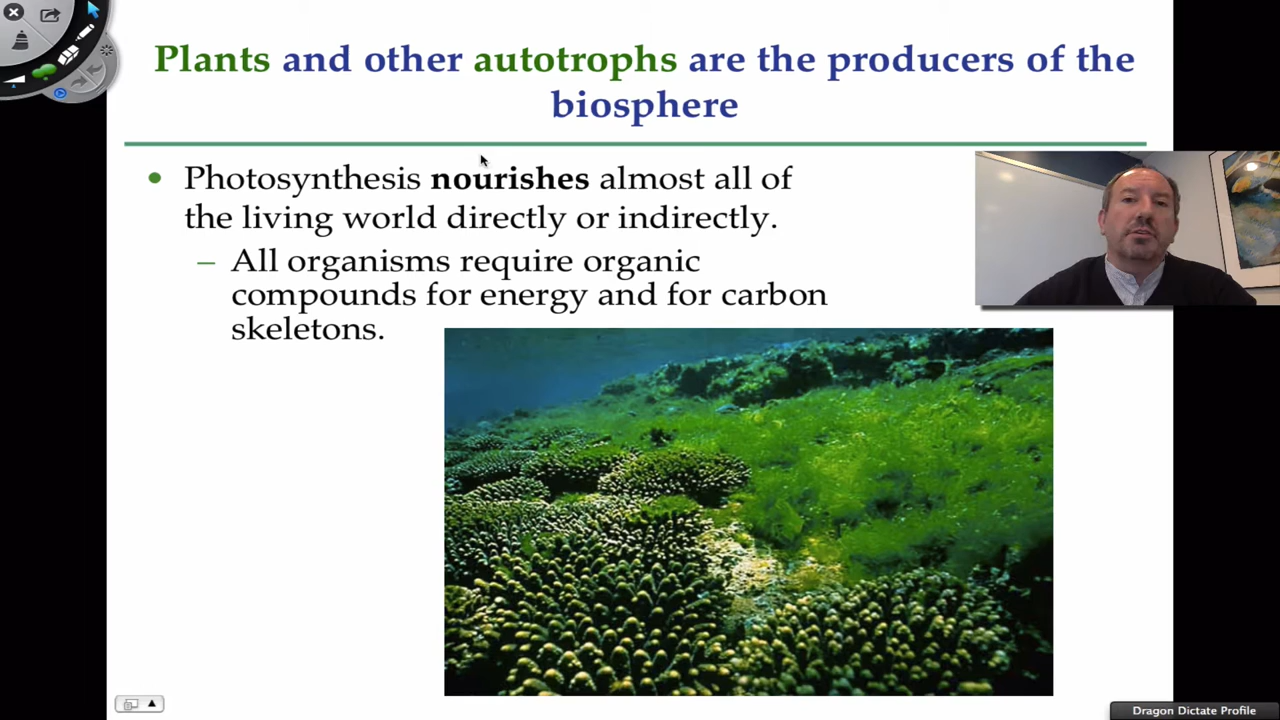 Plants and other autotrophs are the producers of the
biosphere
• Photosynthesis nourishes almost all of
the living world directly or indirectly.
– All organisms require organic
compounds for energy and for carbon
skeletons.
Dragon Dictate Profile